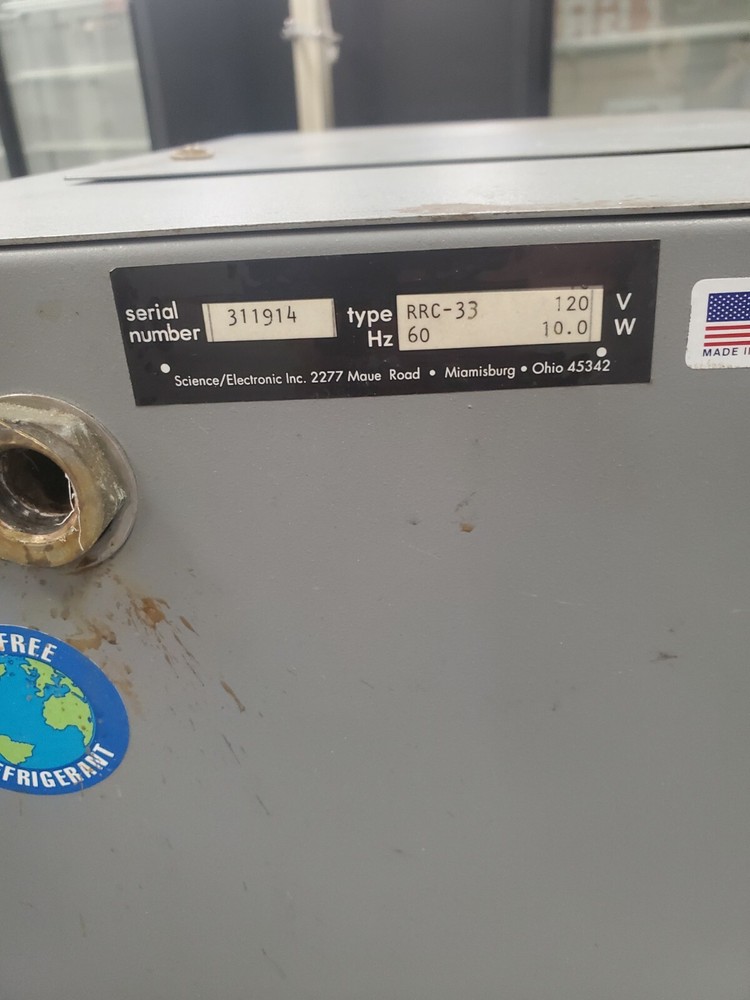 serial number 311914
type RRC-33 120 V
Hz 60 10.0 W
Science/Electronic Inc. 2277 Maue Road • Miamisburg • Ohio 45342
MADE
FREE